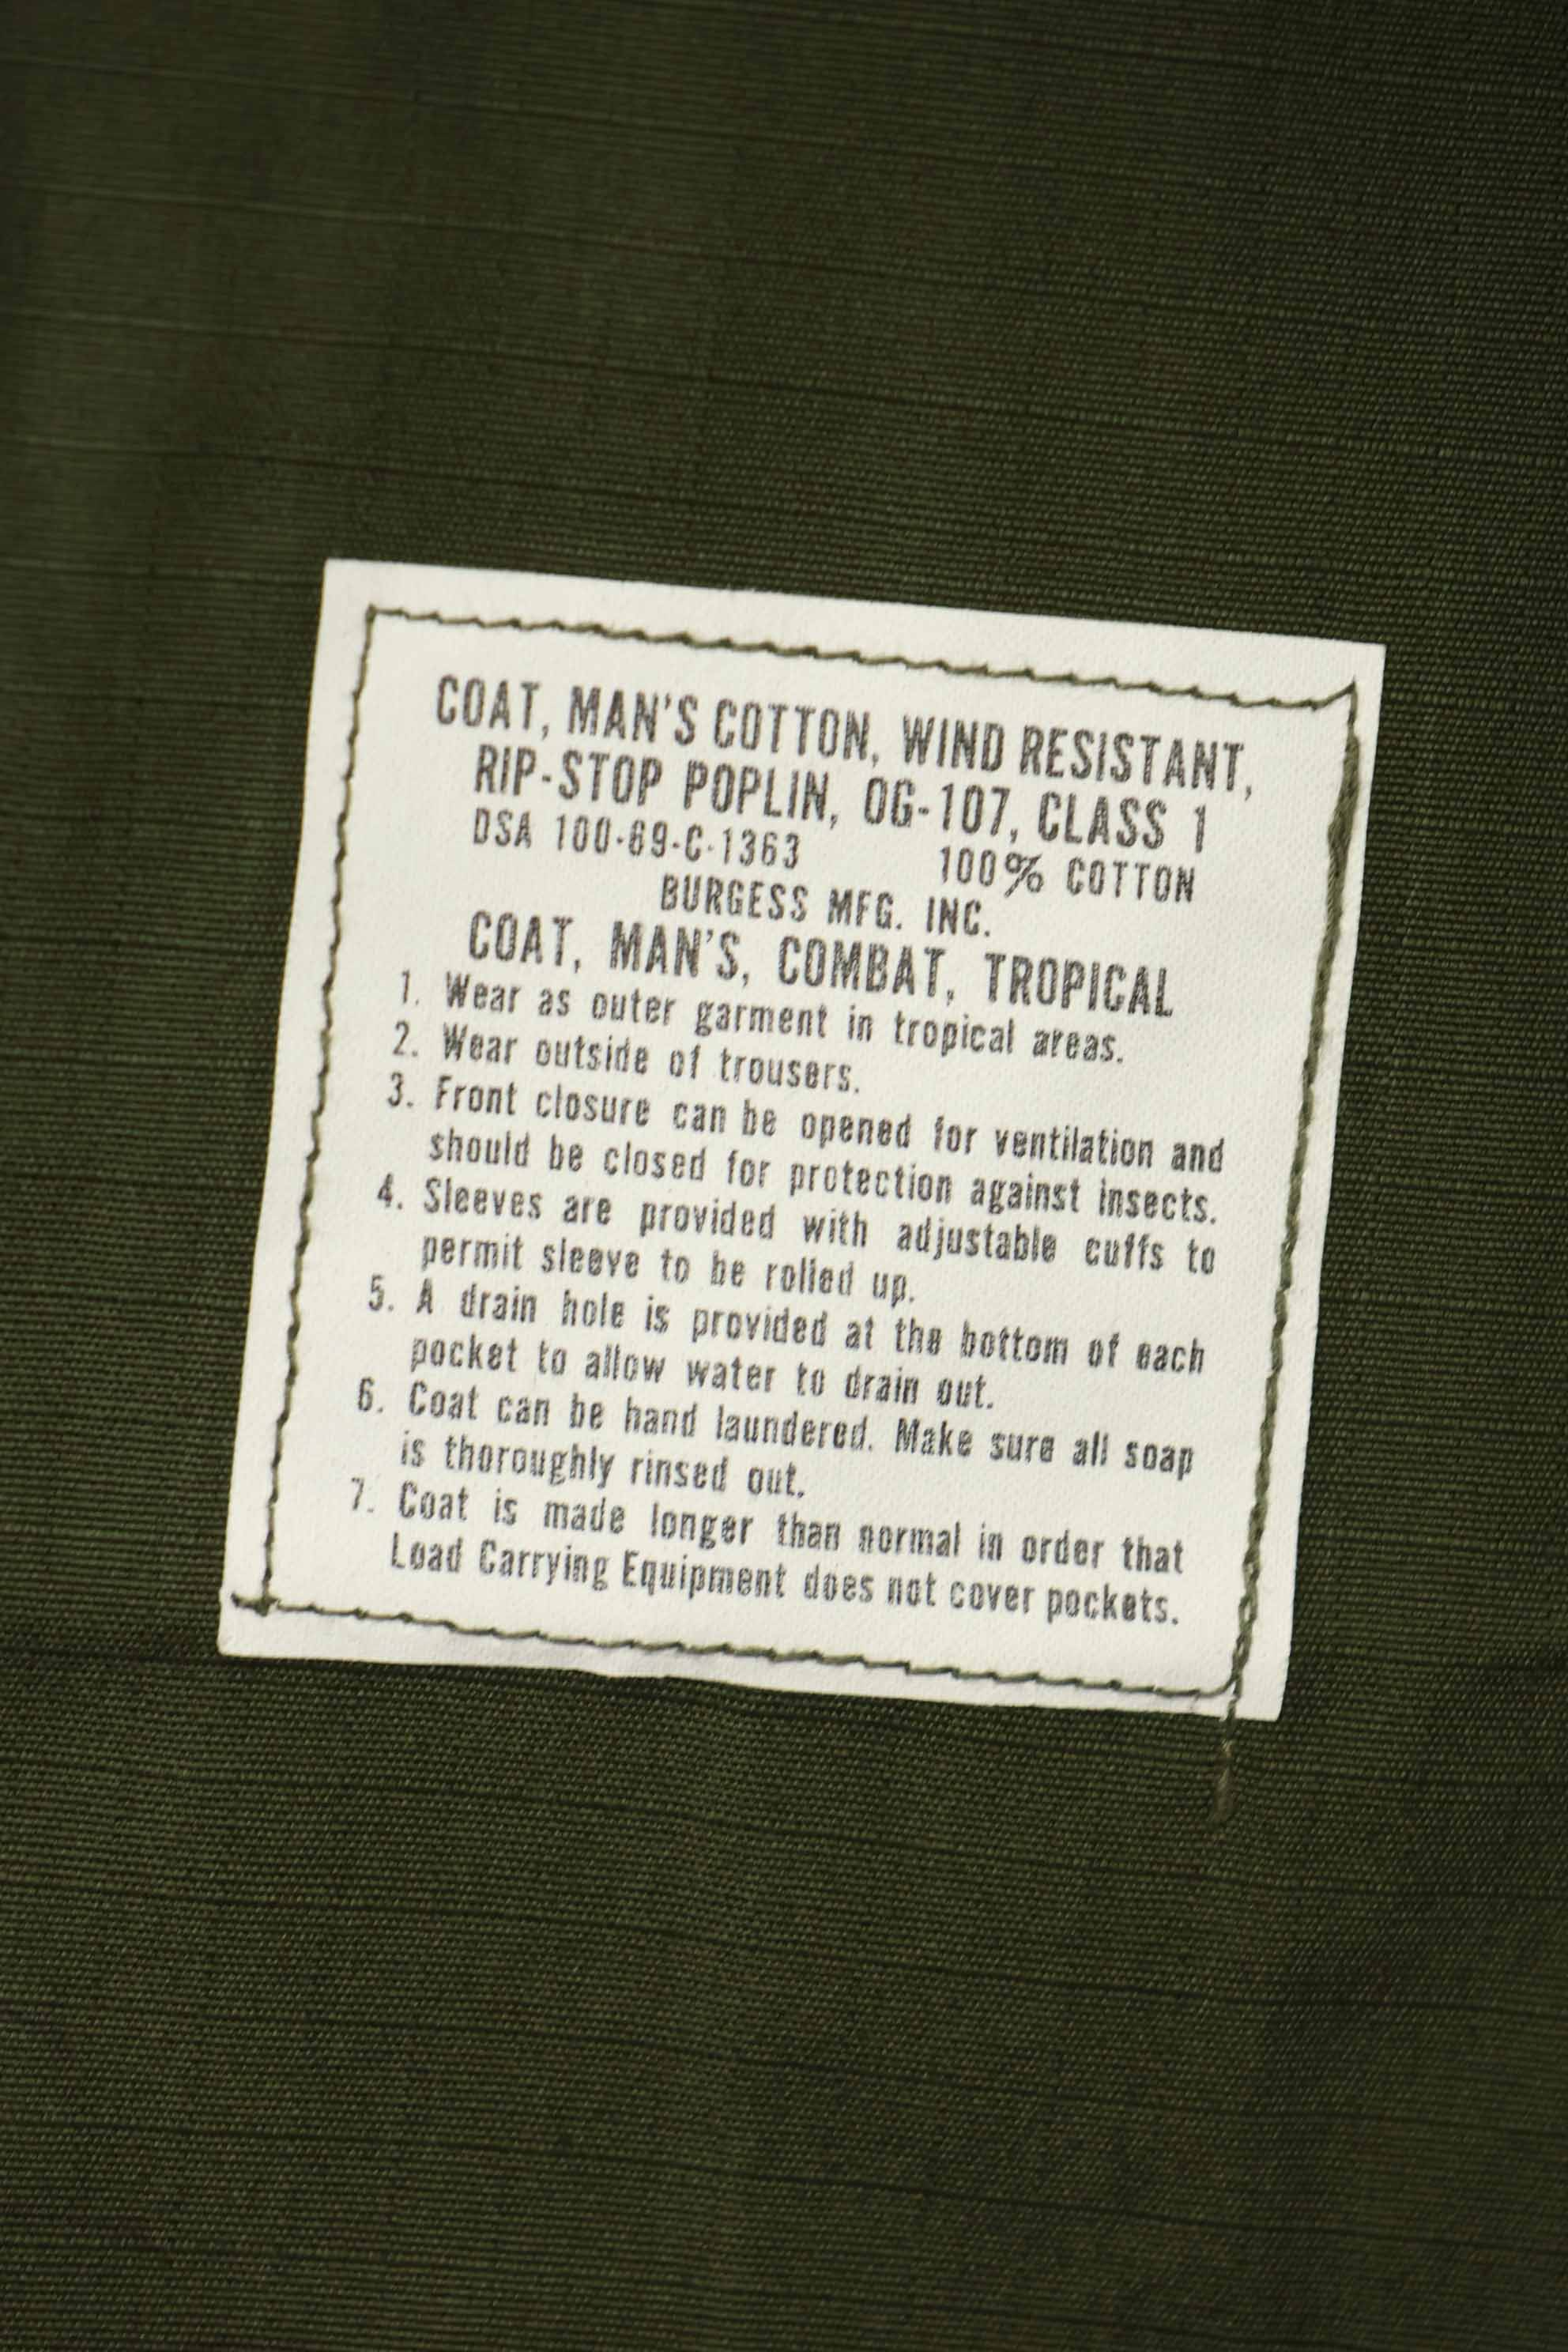 COAT, MAN'S COTTON, WIND RESISTANT,
RIP-STOP POPLIN, OG-107, CLASS 1
DSA 100-69-C-1363 100% COTTON
BURGESS MFG. INC.
COAT, MAN'S, COMBAT, TROPICAL
1. Wear as outer garment in tropical areas.
2. Wear outside of trousers.
3. Front closure can be opened for ventilation and
should be closed for protection against insects.
4. Sleeves are provided with adjustable cuffs to
permit sleeve to be rolled up.
5. A drain hole is provided at the bottom of each
pocket to allow water to drain out.
6. Coat can be hand laundered. Make sure all soap
is thoroughly rinsed out.
7. Coat is made longer than normal in order that
Load Carrying Equipment does not cover pockets.